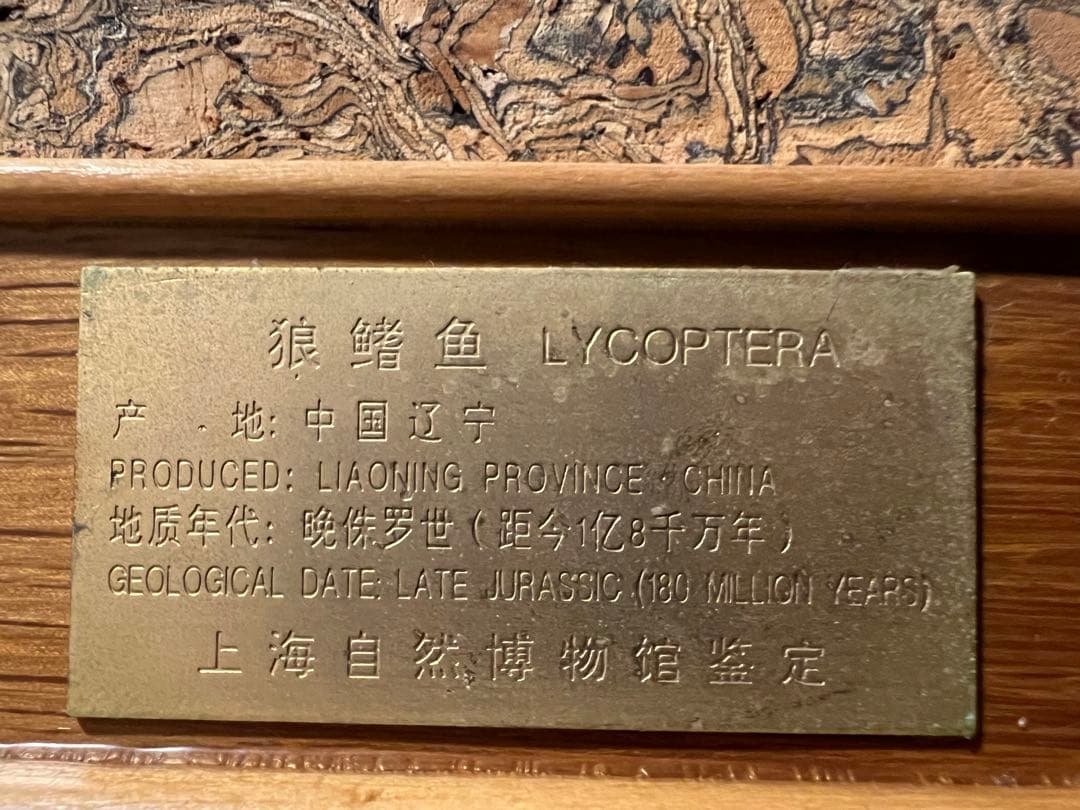 狼鳍鱼 LYCOPTERA
产 地: 中国辽宁
PRODUCED: LIAONING PROVINCE · CHINA
地质年代: 晚侏罗世(距今1亿8千万年)
GEOLOGICAL DATE: LATE JURASSIC (180 MILLION YEARS)
上海自然博物馆鉴定